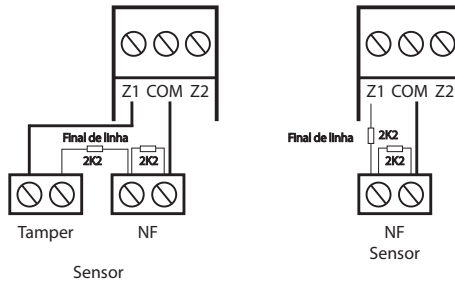 Z1 COM Z2
Final de linha
2K2
2K2
Tamper
NF
Sensor
Z1 COM Z2
Final de linha
2K2
2K2
NF
Sensor